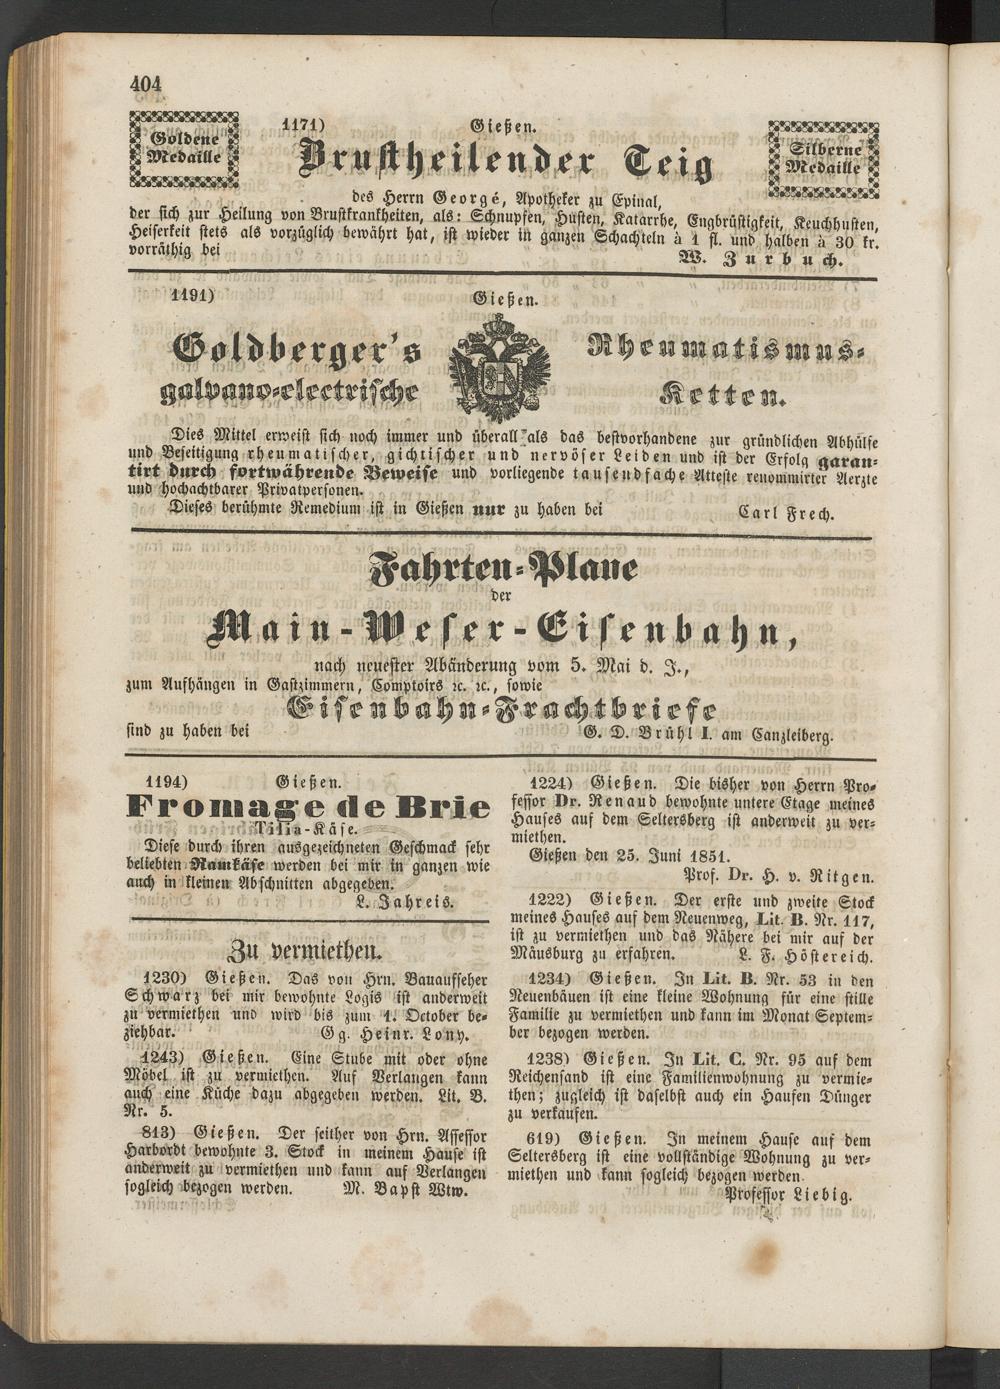 404
Goldene
Medaille
1171) Gießen.
Brustheilender Teig
Silberne
Medaille
des Herrn Georgé, Apotheker zu Epinal,
der sich zur Heilung von Brustkrankheiten, als: Schnupfen, Husten, Katarrhe, Engbrüstigkeit, Keuchhusten,
Heiserkeit stets als vorzüglich bewährt hat, ist wieder in ganzen Schachteln à 1 fl. und halben à 30 kr.
vorräthig bei W. Zurbuch.
1191) Gießen.
Goldberger's Rheumatismus-
galvano-electrische Ketten.
Dies Mittel erweist sich noch immer und überall als das bestvorhandene zur gründlichen Abhülfe
und Beseitigung rheumatischer, gichtischer und nervöser Leiden und ist der Erfolg garan-
tirt durch fortwährende Beweise und vorliegende tausendfache Atteste renommirter Aerzte
und hochachtbarer Privatpersonen.
Dieses berühmte Remedium ist in Gießen nur zu haben bei Carl Frech.
Fahrten-Plane
der
Main-Weser-Eisenbahn,
nach neuester Abänderung vom 5. Mai d. J.,
zum Aufhängen in Gastzimmern, Comptoirs ꝛc. ꝛc., sowie
Eisenbahn-Frachtbriefe
sind zu haben bei G. D. Brühl I. am Canzleiberg.
1194) Gießen.
Fromage de Brie
Tilia-Käse.
Diese durch ihren ausgezeichneten Geschmack sehr
beliebten Ramkäse werden bei mir in ganzen wie
auch in kleinen Abschnitten abgegeben.
L. Jahreis.
Zu vermiethen.
1230) Gießen. Das von Hrn. Bauaufseher
Schwarz bei mir bewohnte Logis ist anderweit
zu vermiethen und wird bis zum 1. October be-
ziehbar. Gg. Heinr. Lony.
1243) Gießen. Eine Stube mit oder ohne
Möbel ist zu vermiethen. Auf Verlangen kann
auch eine Küche dazu abgegeben werden. Lit. B.
Nr. 5.
813) Gießen. Der seither von Hrn. Assessor
Harbordt bewohnte 3. Stock in meinem Hause ist
anderweit zu vermiethen und kann auf Verlangen
sogleich bezogen werden. M. Bapst Wtw.
1224) Gießen. Die bisher von Herrn Pro-
fessor Dr. Renaud bewohnte untere Etage meines
Hauses auf dem Seltersberg ist anderweit zu ver-
miethen.
Gießen den 25. Juni 1851.
Prof. Dr. H. v. Ritgen.
1222) Gießen. Der erste und zweite Stock
meines Hauses auf dem Neuenweg, Lit. B. Nr. 117,
ist zu vermiethen und das Nähere bei mir auf der
Mäusburg zu erfahren. L. F. Höstereich.
1234) Gießen. In Lit. B. Nr. 53 in den
Neuenbäuen ist eine kleine Wohnung für eine stille
Familie zu vermiethen und kann im Monat Septem-
ber bezogen werden.
1238) Gießen. In Lit. C. Nr. 95 auf dem
Reichensand ist eine Familienwohnung zu vermie-
then; zugleich ist daselbst auch ein Haufen Dünger
zu verkaufen.
619) Gießen. In meinem Hause auf dem
Seltersberg ist eine vollständige Wohnung zu ver-
miethen und kann sogleich bezogen werden.
Professor Liebig.